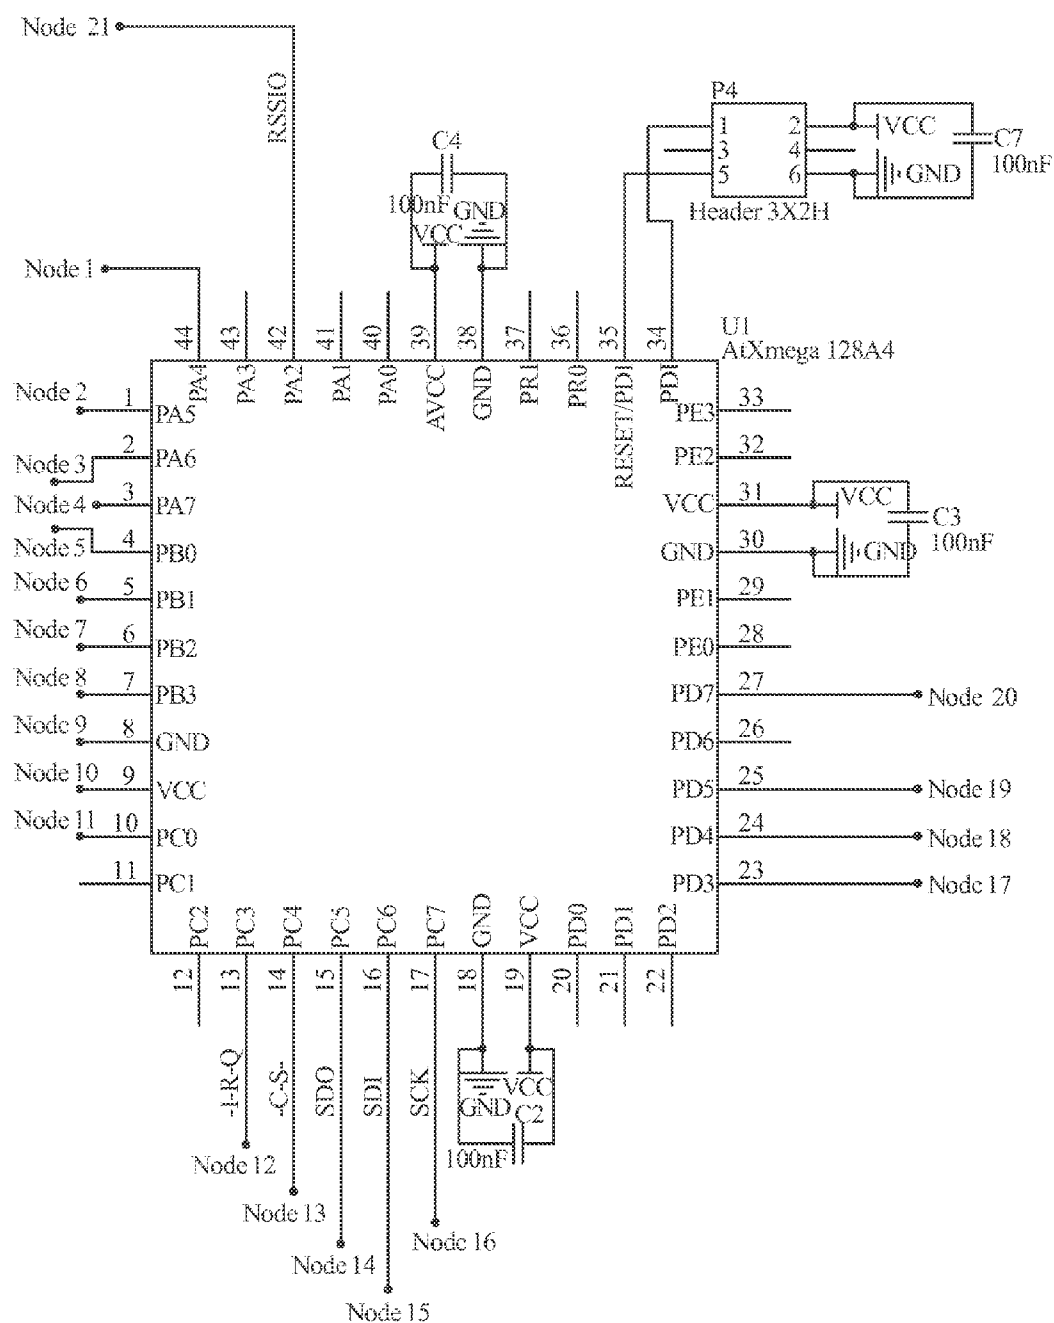 Node 21
RSSIO
P4
1 2 VCC
3 4
5 6 GND
C7
100nF
Header 3X2H
C4
100nF
GND
VCC
Node 1
44 43 42 41 40 39 38 37 36 35 34
U1
AtXmega 128A4
PA4 PA3 PA2 PA1 PA0 AVCC GND PR1 PR0 RESET/PDI PDI
Node 2 1 PA5
Node 3 2 PA6
Node 4 3 PA7
Node 5 4 PB0
Node 6 5 PB1
Node 7 6 PB2
Node 8 7 PB3
Node 9 8 GND
Node 10 9 VCC
Node 11 10 PC0
11 PC1
PE3 33
PE2 32
VCC 31 VCC
GND 30 GND
C3
100nF
PE1 29
PE0 28
PD7 27 Node 20
PD6 26
PD5 25 Node 19
PD4 24 Node 18
PD3 23 Node 17
PC2 PC3 PC4 PC5 PC6 PC7 GND VCC PD0 PD1 PD2
12 13 14 15 16 17 18 19 20 21 22
-I-R-Q
-C-S-
SDO
SDI
SCK
GND
VCC
C2
100nF
Node 12
Node 13
Node 14
Node 15
Node 16